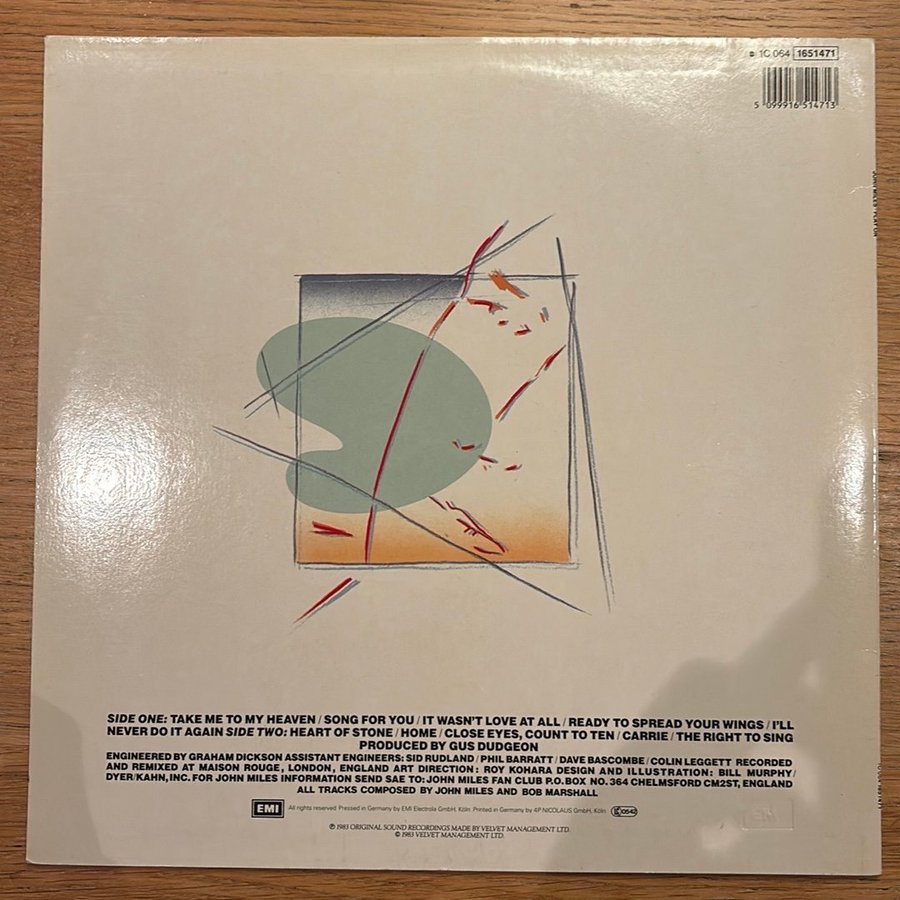 1C 064 1651471
5 099916 514713
JOHN MILES PLAY ON
SIDE ONE: TAKE ME TO MY HEAVEN / SONG FOR YOU / IT WASN'T LOVE AT ALL / READY TO SPREAD YOUR WINGS / I'LL
NEVER DO IT AGAIN SIDE TWO: HEART OF STONE / HOME / CLOSE EYES, COUNT TO TEN / CARRIE / THE RIGHT TO SING
PRODUCED BY GUS DUDGEON
ENGINEERED BY GRAHAM DICKSON ASSISTANT ENGINEERS: SID RUDLAND / PHIL BARRATT / DAVE BASCOMBE / COLIN LEGGETT RECORDED
AND REMIXED AT MAISON ROUGE, LONDON, ENGLAND ART DIRECTION: ROY KOHARA DESIGN AND ILLUSTRATION: BILL MURPHY/
DYER/KAHN, INC. FOR JOHN MILES INFORMATION SEND SAE TO: JOHN MILES FAN CLUB P.O. BOX NO. 364 CHELMSFORD CM2ST, ENGLAND
ALL TRACKS COMPOSED BY JOHN MILES AND BOB MARSHALL
EMI All rights reserved Pressed in Germany by EMI Electrola GmbH, Köln Printed in Germany by 4P NICOLAUS GmbH, Köln g 0542
℗ 1983 ORIGINAL SOUND RECORDINGS MADE BY VELVET MANAGEMENT LTD.
© 1983 VELVET MANAGEMENT LTD.
EMI